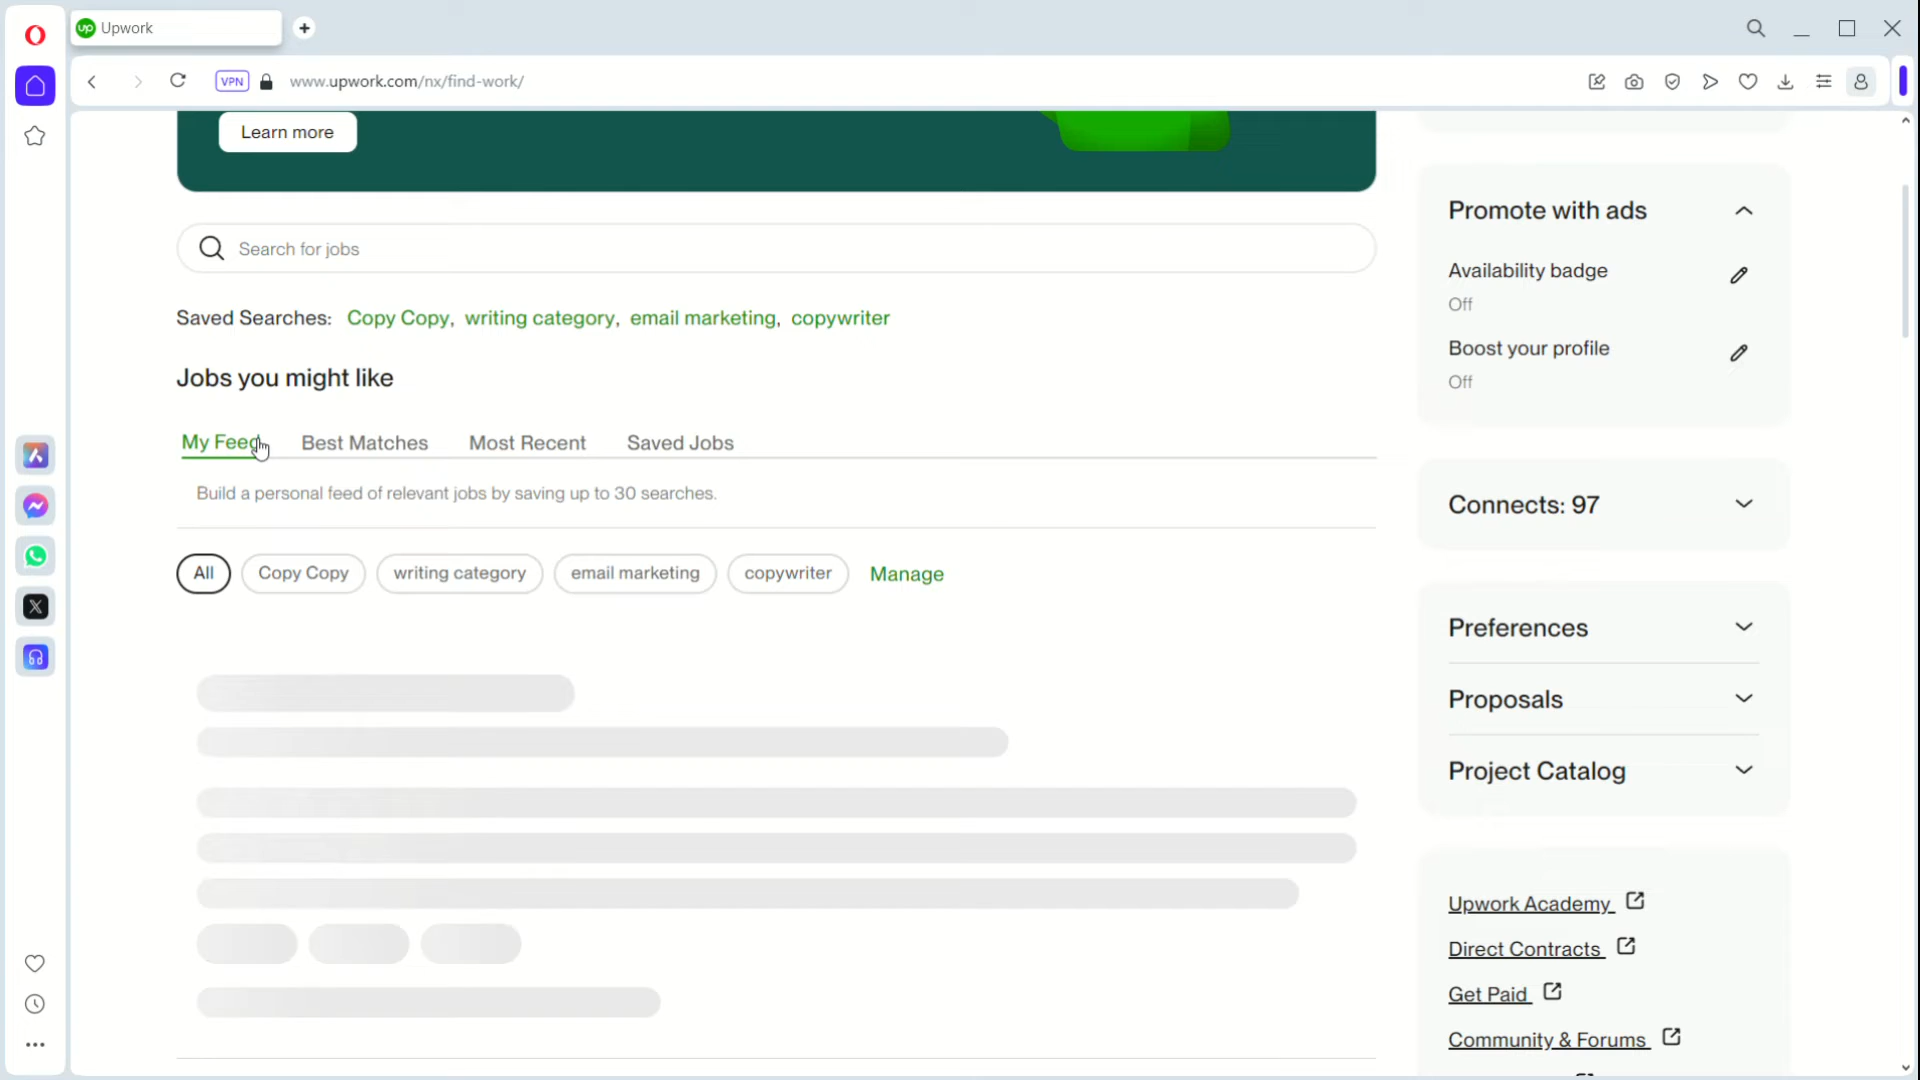 Upwork
VPN
www.upwork.com/nx/find-work/
Learn more
Search for jobs
Saved Searches: Copy Copy, writing category, email marketing, copywriter
Jobs you might like
My Feed Best Matches Most Recent Saved Jobs
Build a personal feed of relevant jobs by saving up to 30 searches.
All Copy Copy writing category email marketing copywriter Manage
Promote with ads
Availability badge
Off
Boost your profile
Off
Connects: 97
Preferences
Proposals
Project Catalog
Upwork Academy
Direct Contracts
Get Paid
Community & Forums